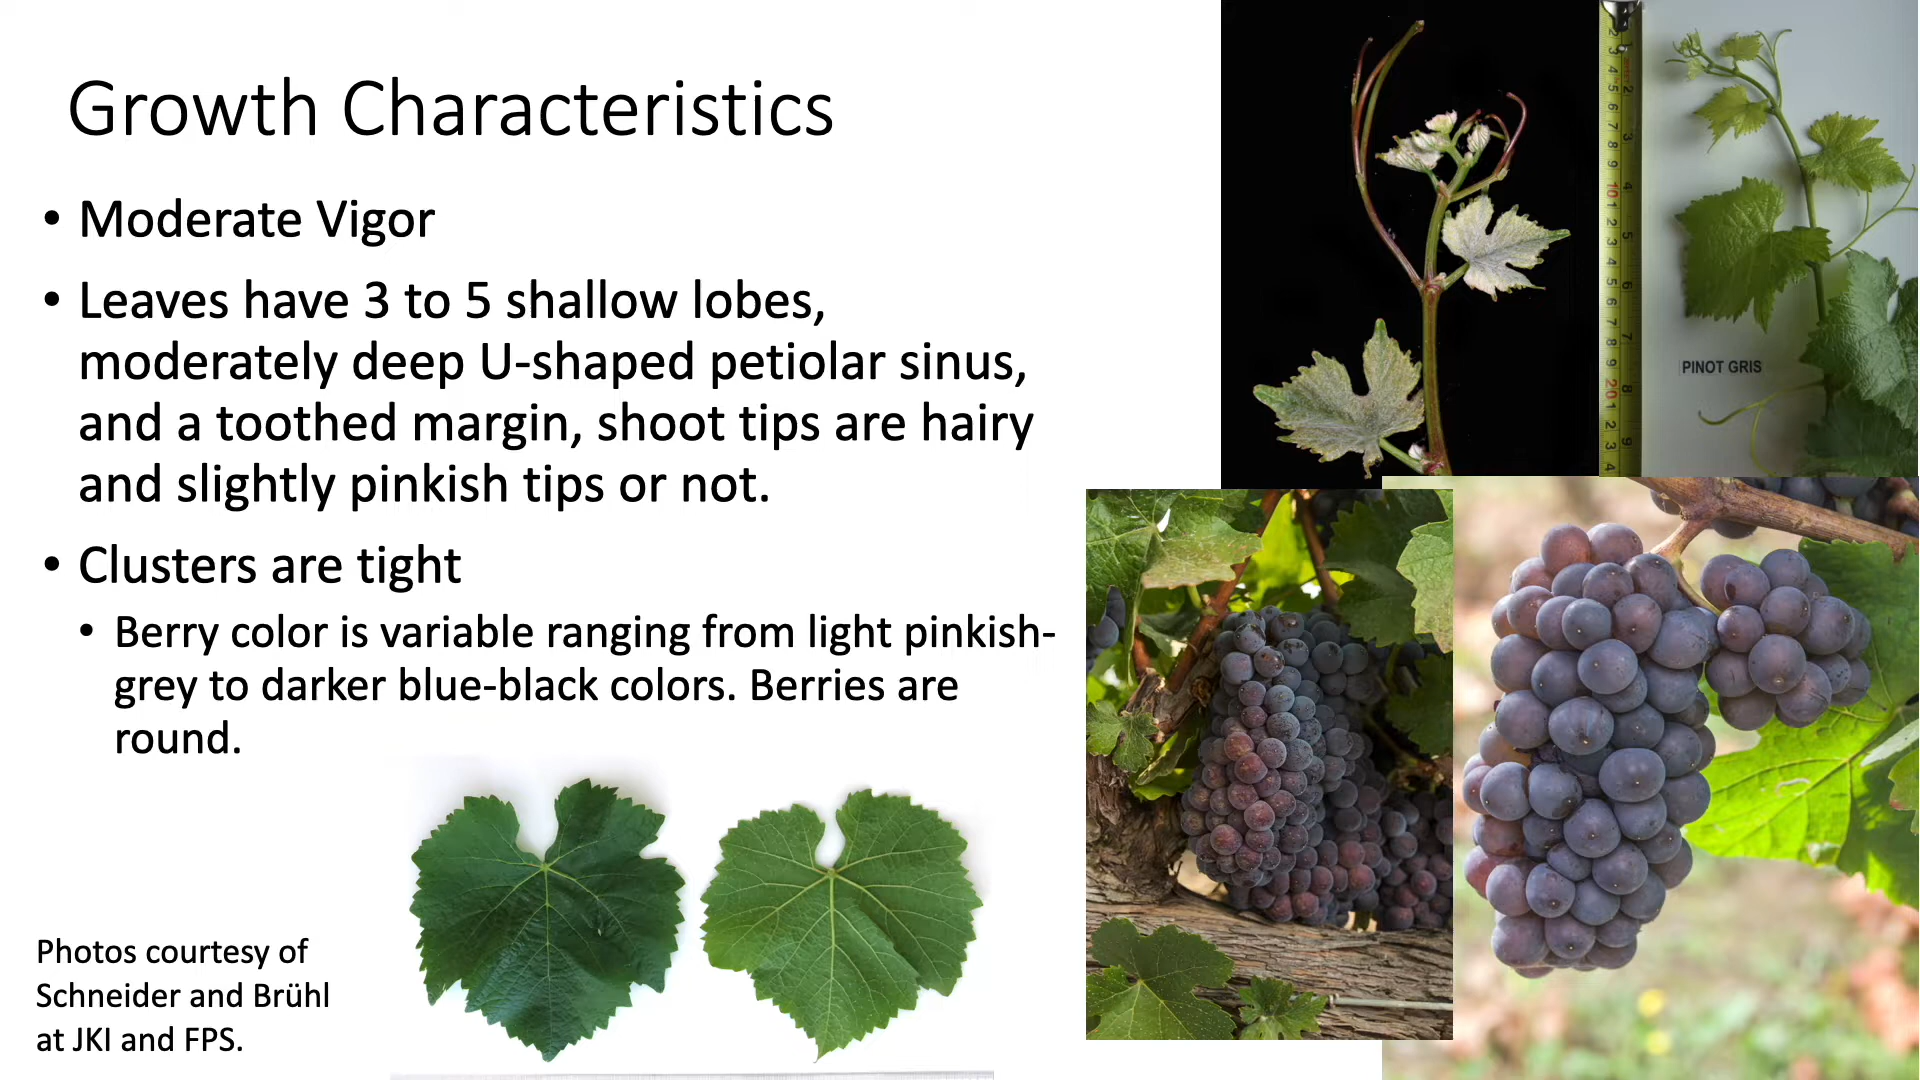 Growth Characteristics
• Moderate Vigor
• Leaves have 3 to 5 shallow lobes,
moderately deep U-shaped petiolar sinus,
and a toothed margin, shoot tips are hairy
and slightly pinkish tips or not.
• Clusters are tight
• Berry color is variable ranging from light pinkish-
grey to darker blue-black colors. Berries are
round.
Photos courtesy of
Schneider and Brühl
at JKI and FPS.
PINOT GRIS